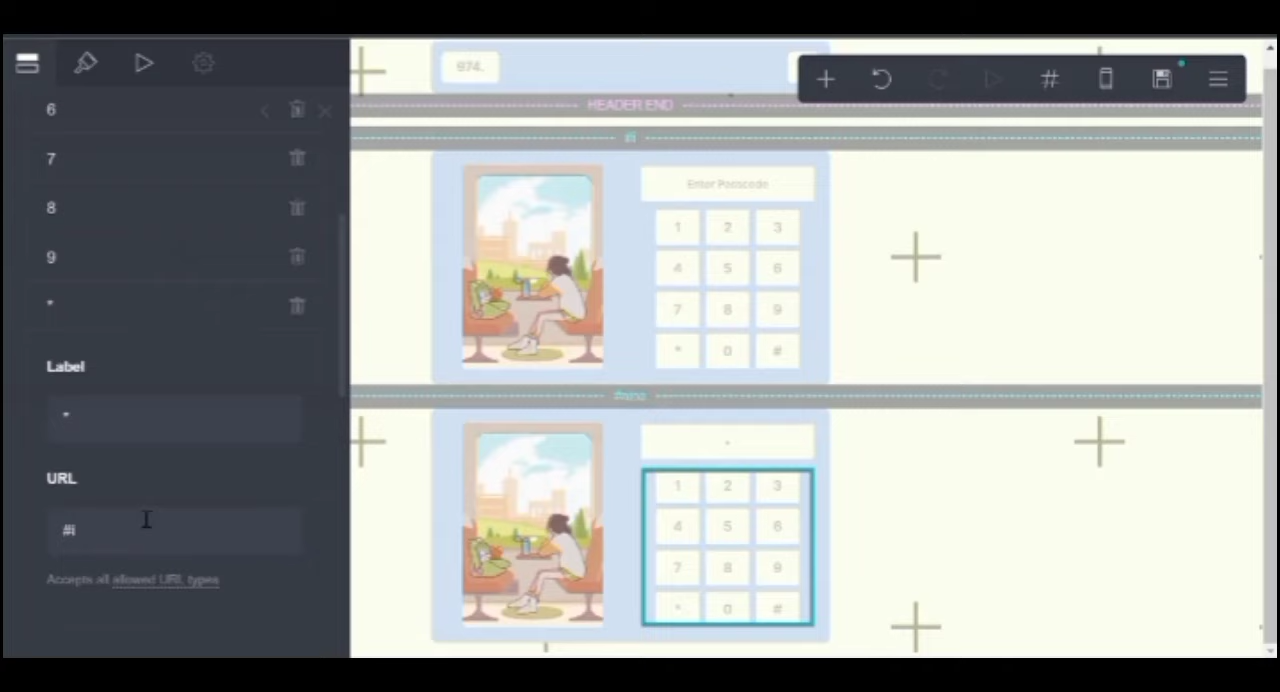 6
7
8
9
*
Label
*
URL
#i
Accepts all allowed URL types
974.
HEADER END
#i
Enter Passcode
1 2 3
4 5 6
7 8 9
* 0 #
1 2 3
4 5 6
7 8 9
* 0 #